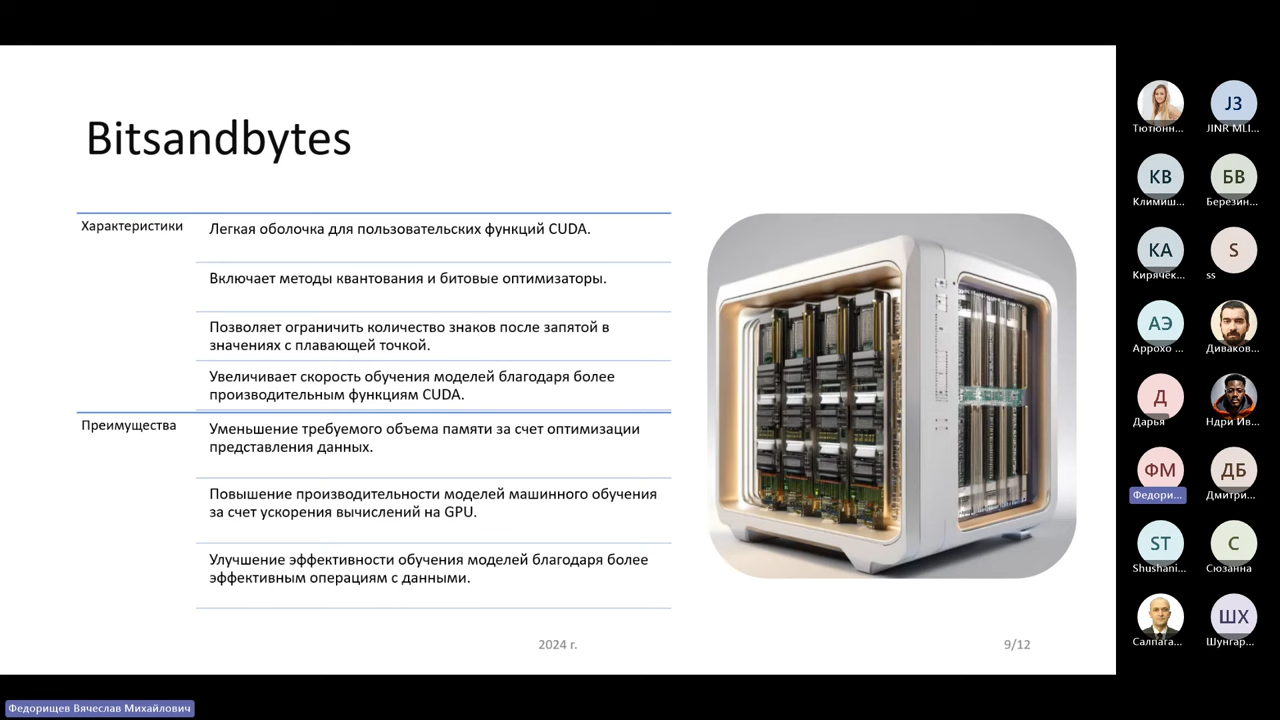 Bitsandbytes
Характеристики
Легкая оболочка для пользовательских функций CUDA.
Включает методы квантования и битовые оптимизаторы.
Позволяет ограничить количество знаков после запятой в
значениях с плавающей точкой.
Увеличивает скорость обучения моделей благодаря более
производительным функциям CUDA.
Преимущества
Уменьшение требуемого объема памяти за счет оптимизации
представления данных.
Повышение производительности моделей машинного обучения
за счет ускорения вычислений на GPU.
Улучшение эффективности обучения моделей благодаря более
эффективным операциям с данными.
2024 г.
9/12
Тютюнн...
JЗ
JINR MLI...
КВ
Климиш...
БВ
Березин...
КА
Кирячёк...
S
ss
АЭ
Аррохо ...
Диваков...
Д
Дарья
Ндри Ив...
ФМ
Федори...
ДБ
Дмитри...
ST
Shushani...
С
Сюзанна
Салпага...
ШХ
Шунгар...
Федорищев Вячеслав Михайлович